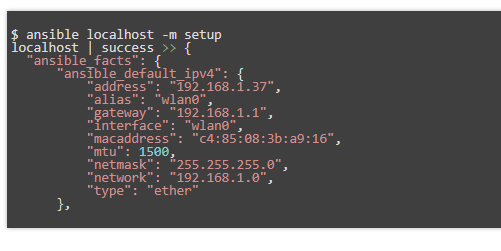 $ ansible localhost -m setup
localhost | success >> {
  "ansible_facts": {
      "ansible_default_ipv4": {
          "address": "192.168.1.37",
          "alias": "wlan0",
          "gateway": "192.168.1.1",
          "interface": "wlan0",
          "macaddress": "c4:85:08:3b:a9:16",
          "mtu": 1500,
          "netmask": "255.255.255.0",
          "network": "192.168.1.0",
          "type": "ether"
      },